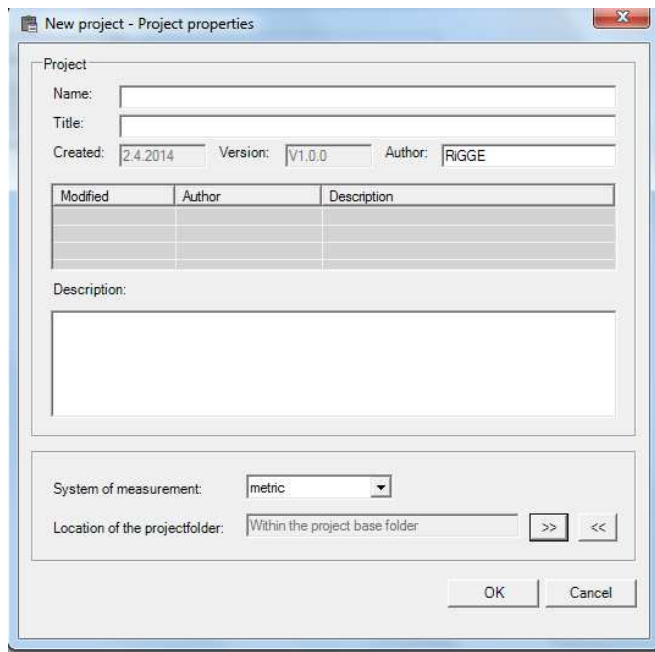 New project - Project properties
Project
Name:
Title:
Created: 2.4.2014 Version: V1.0.0 Author: RiGGE
Modified Author Description
Description:
System of measurement: metric
Location of the projectfolder: Within the project base folder >> <<
OK Cancel